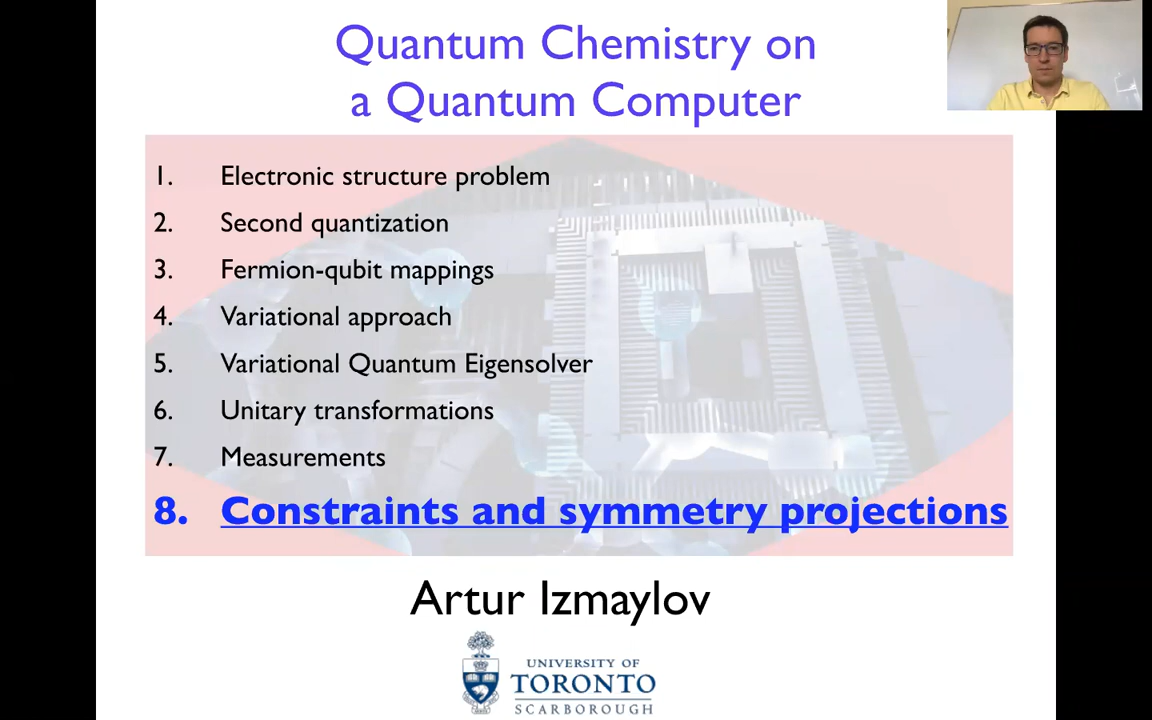 Quantum Chemistry on
a Quantum Computer
1. Electronic structure problem
2. Second quantization
3. Fermion-qubit mappings
4. Variational approach
5. Variational Quantum Eigensolver
6. Unitary transformations
7. Measurements
8. Constraints and symmetry projections
Artur Izmaylov
UNIVERSITY OF
TORONTO
SCARBOROUGH